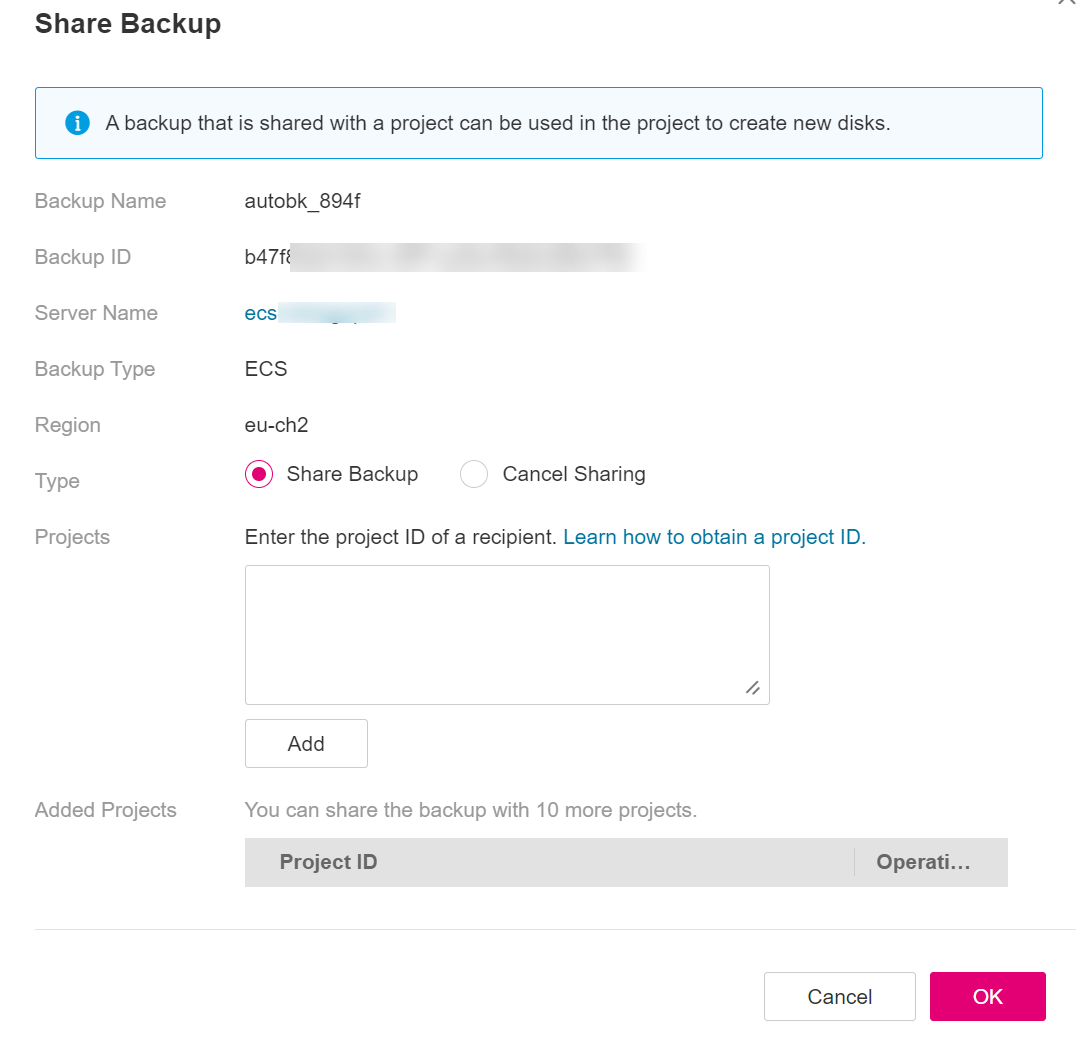 Share Backup
A backup that is shared with a project can be used in the project to create new disks.
Backup Name autobk_894f
Backup ID b47f8
Server Name ecs
Backup Type ECS
Region eu-ch2
Type Share Backup Cancel Sharing
Projects Enter the project ID of a recipient. Learn how to obtain a project ID.
Add
Added Projects You can share the backup with 10 more projects.
Project ID Operati...
Cancel OK